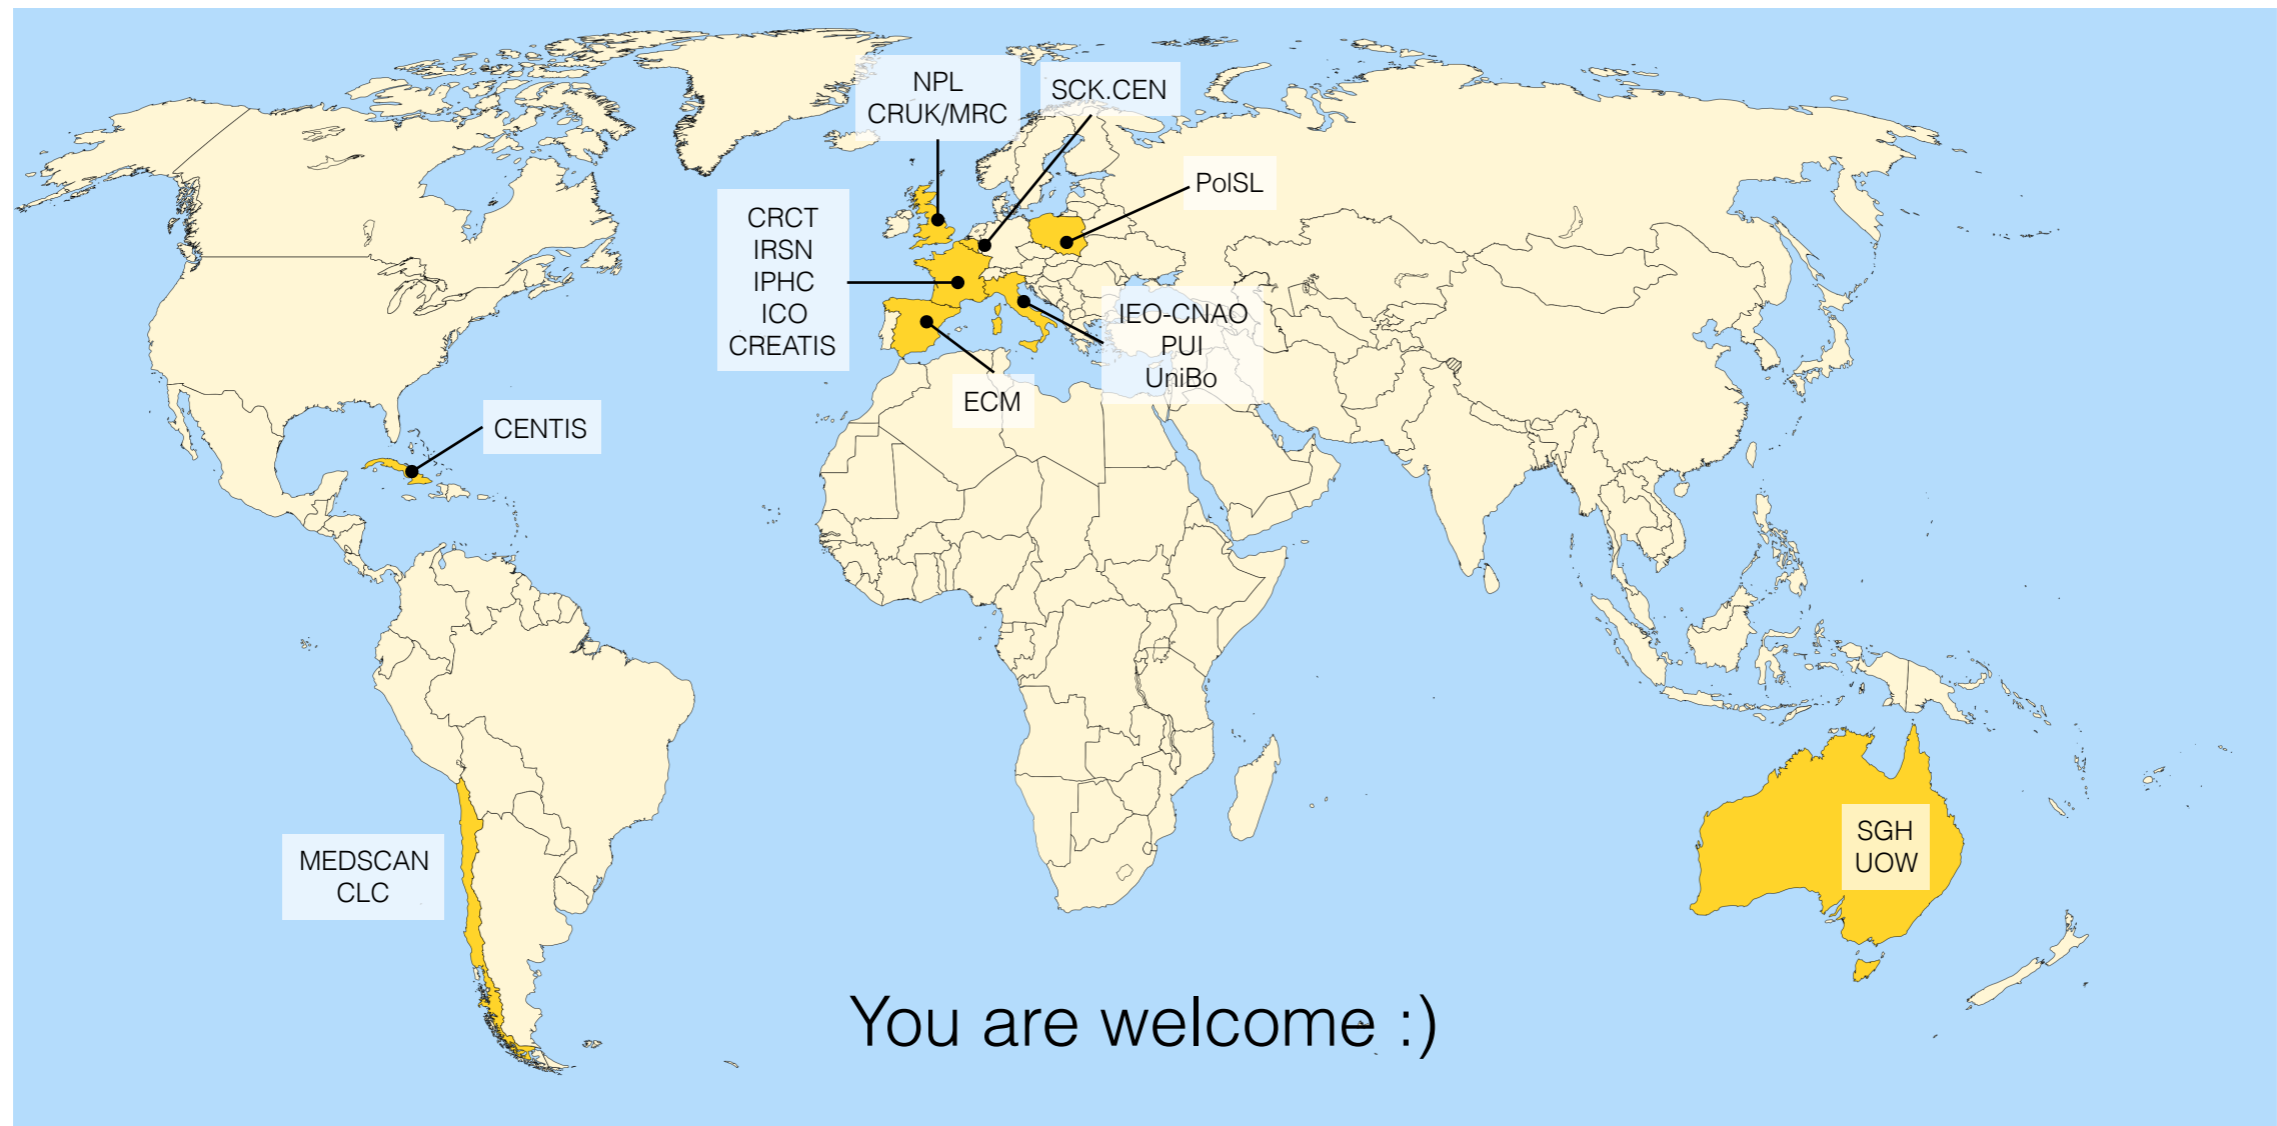 NPL
CRUK/MRC
SCK.CEN
PolSL
CRCT
IRSN
IPHC
ICO
CREATIS
IEO-CNAO
PUI
UniBo
ECM
CENTIS
MEDSCAN
CLC
SGH
UOW
You are welcome :)